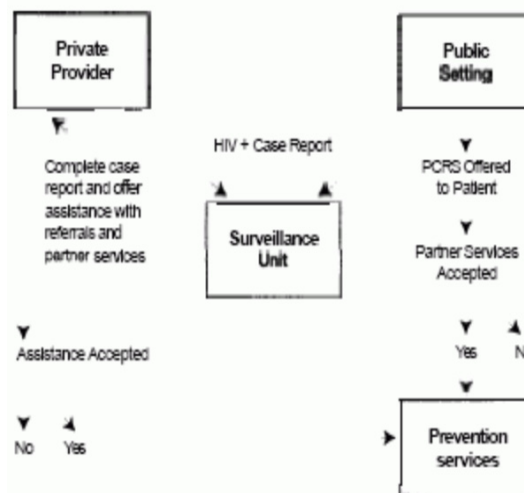 Private
Provider
Public
Setting
HIV + Case Report
Complete case
report and offer
assistance with
referrals and
partner services
PCRS Offered
to Patient
Surveillance
Unit
Partner Services
Accepted
Assistance Accepted
Yes
No
Yes
Prevention
services